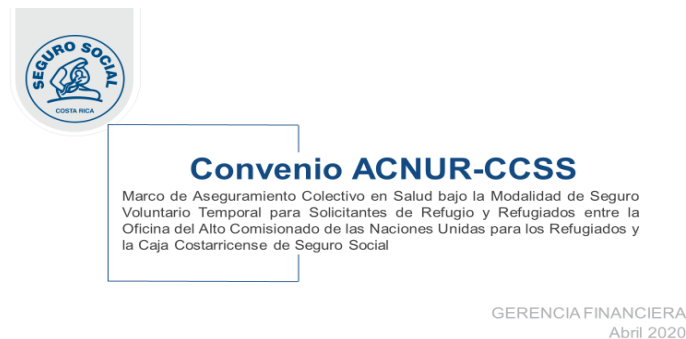 SEGURO SOCIAL
COSTA RICA
Convenio ACNUR-CCSS
Marco de Aseguramiento Colectivo en Salud bajo la Modalidad de Seguro
Voluntario Temporal para Solicitantes de Refugio y Refugiados entre la
Oficina del Alto Comisionado de las Naciones Unidas para los Refugiados y
la Caja Costarricense de Seguro Social
GERENCIA FINANCIERA
Abril 2020